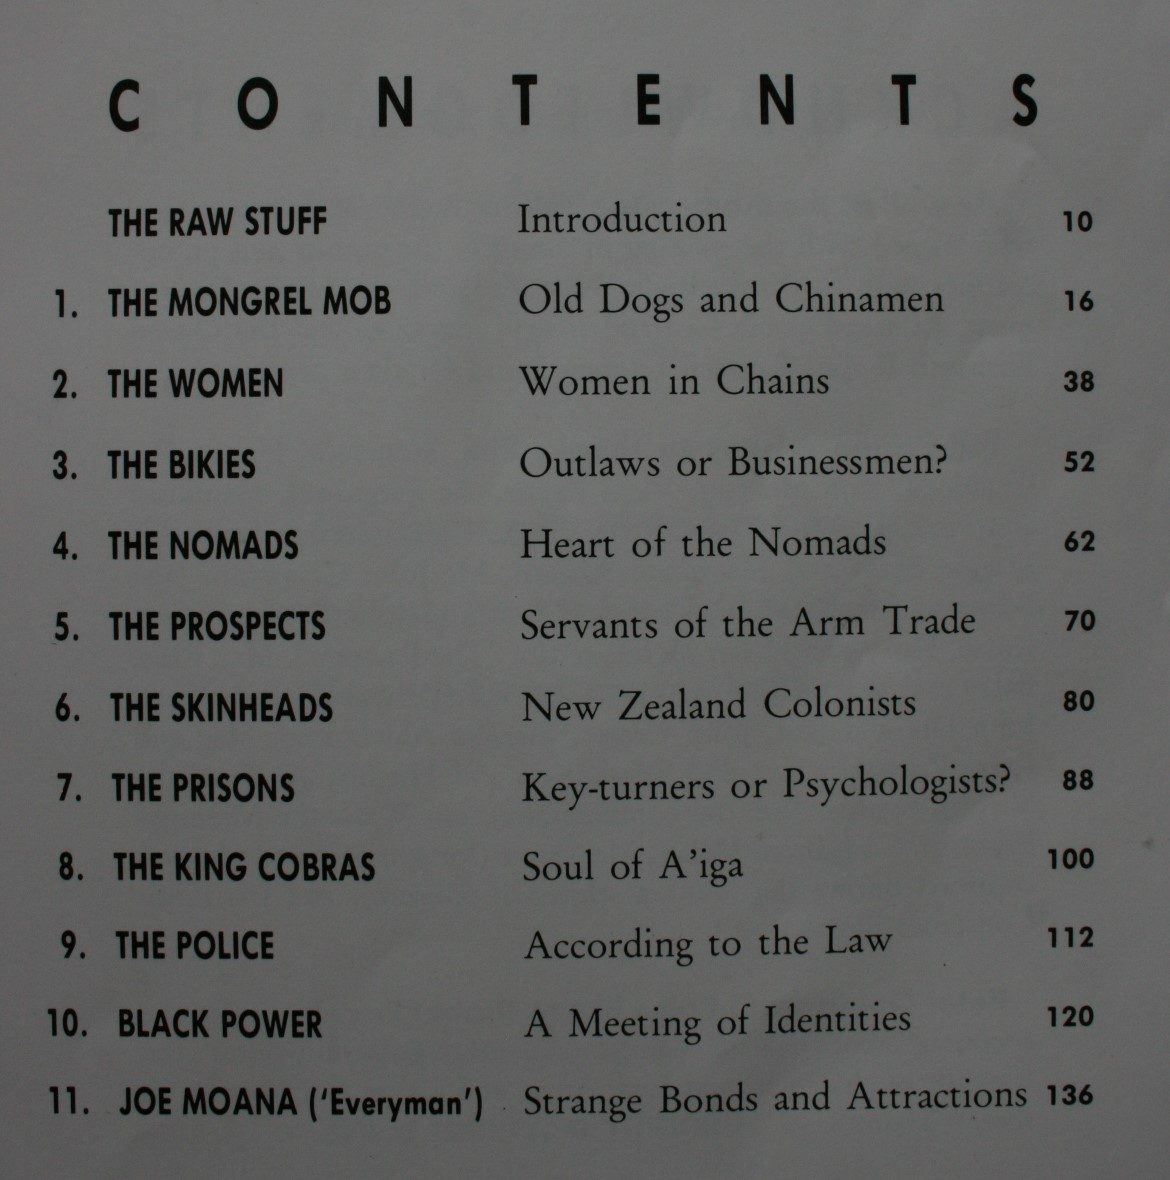 CONTENTS
THE RAW STUFF Introduction 10
1. THE MONGREL MOB Old Dogs and Chinamen 16
2. THE WOMEN Women in Chains 38
3. THE BIKIES Outlaws or Businessmen? 52
4. THE NOMADS Heart of the Nomads 62
5. THE PROSPECTS Servants of the Arm Trade 70
6. THE SKINHEADS New Zealand Colonists 80
7. THE PRISONS Key-turners or Psychologists? 88
8. THE KING COBRAS Soul of A'iga 100
9. THE POLICE According to the Law 112
10. BLACK POWER A Meeting of Identities 120
11. JOE MOANA ('Everyman') Strange Bonds and Attractions 136